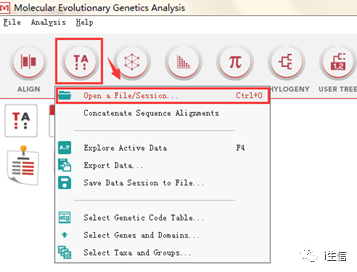 M Molecular Evolutionary Genetics Analysis
File Analysis Help
TA
π
ALIGN
HYLOGENY
USER TREE
Open a File/Session... Ctrl+O
Concatenate Sequence Alignments
Explore Active Data F4
Export Data...
Save Data Session to File...
Select Genetic Code Table...
Select Genes and Domains...
Select Taxa and Groups...
TA
i生信